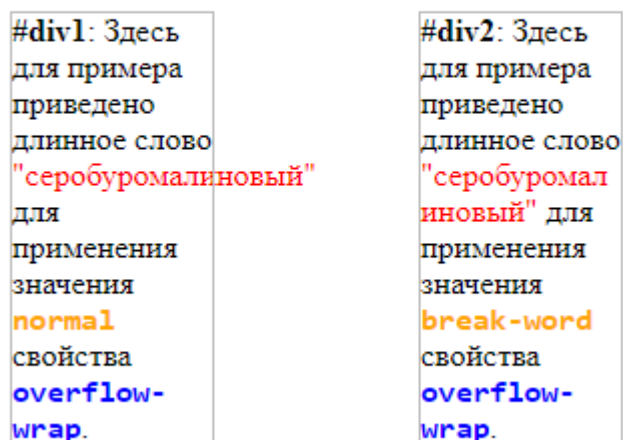 #div1: Здесь
для примера
приведено
длинное слово
"серобуромалиновый"
для
применения
значения
normal
свойства
overflow-
wrap.
#div2: Здесь
для примера
приведено
длинное слово
"серобуромал
иновый" для
применения
значения
break-word
свойства
overflow-
wrap.